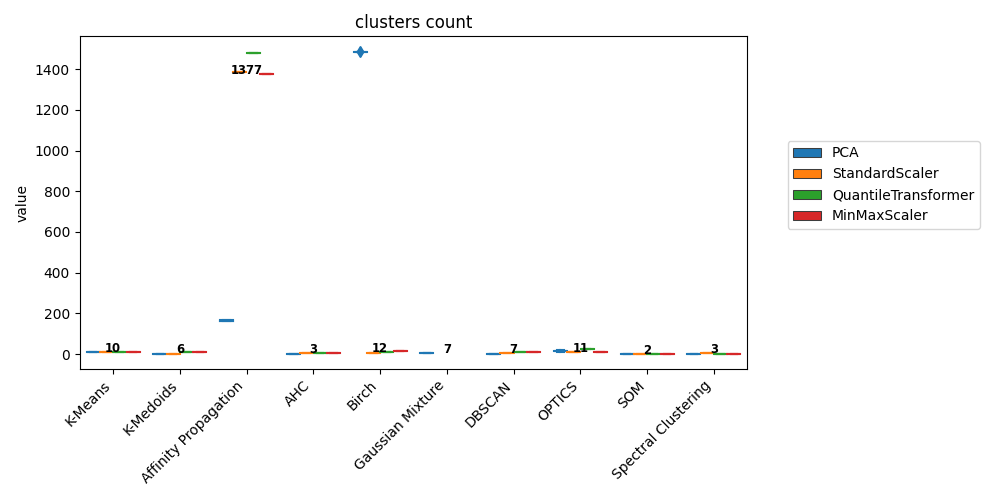 clusters count
value
1400
1200
1000
800
600
400
200
0
10
6
1377
3
12
7
7
11
2
3
K-Means
K-Medoids
Affinity Propagation
AHC
Birch
Gaussian Mixture
DBSCAN
OPTICS
SOM
Spectral Clustering
PCA
StandardScaler
QuantileTransformer
MinMaxScaler